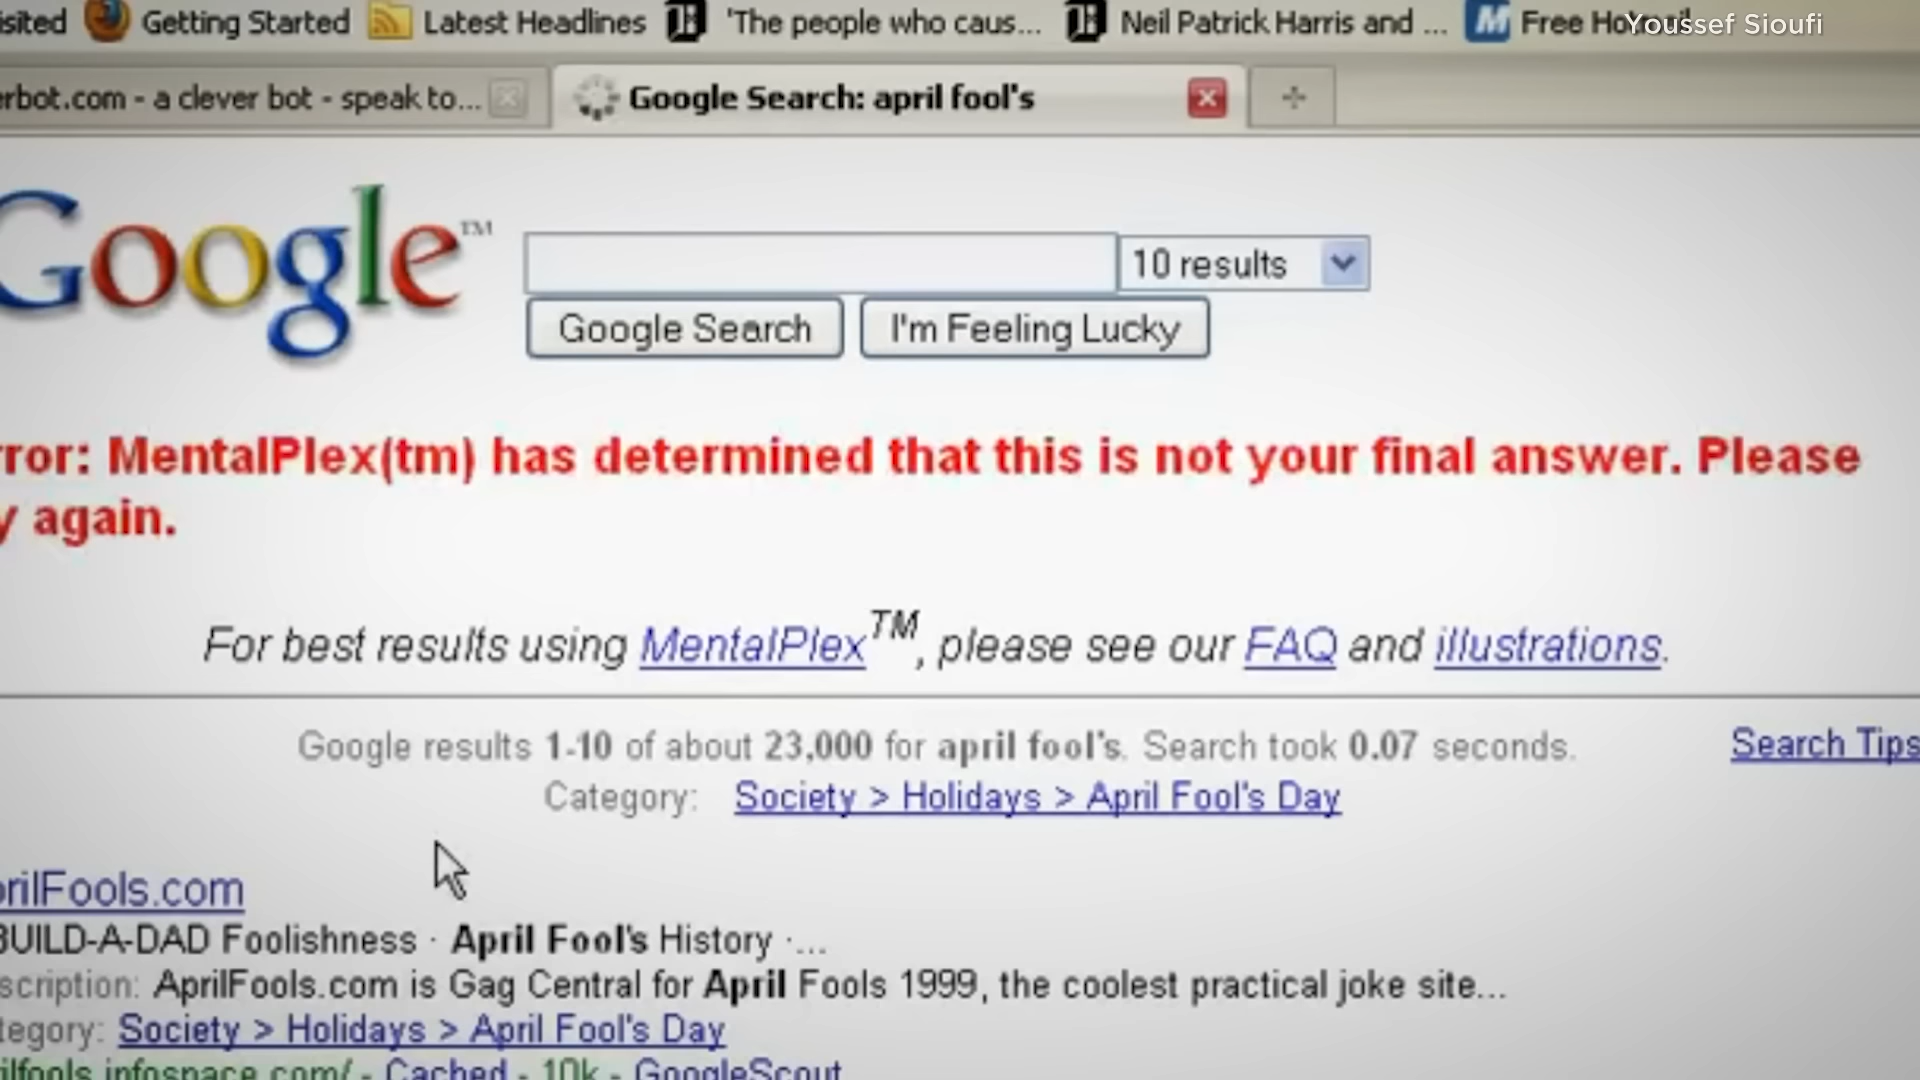 sited Getting Started Latest Headlines 'The people who caus... Neil Patrick Harris and ... Free Ho
Youssef Sioufi
erbot.com - a clever bot - speak to... Google Search: april fool's
Google™ 10 results
Google Search I'm Feeling Lucky
rror: MentalPlex(tm) has determined that this is not your final answer. Please
y again.
For best results using MentalPlex™, please see our FAQ and illustrations.
Google results 1-10 of about 23,000 for april fool's. Search took 0.07 seconds. Search Tips
Category: Society > Holidays > April Fool's Day
prilFools.com
BUILD-A-DAD Foolishness · April Fool's History ·...
scription: AprilFools.com is Gag Central for April Fools 1999, the coolest practical joke site...
tegory: Society > Holidays > April Fool's Day
rilfools.infospace.com/ - Cached - 10k - GoogleScout